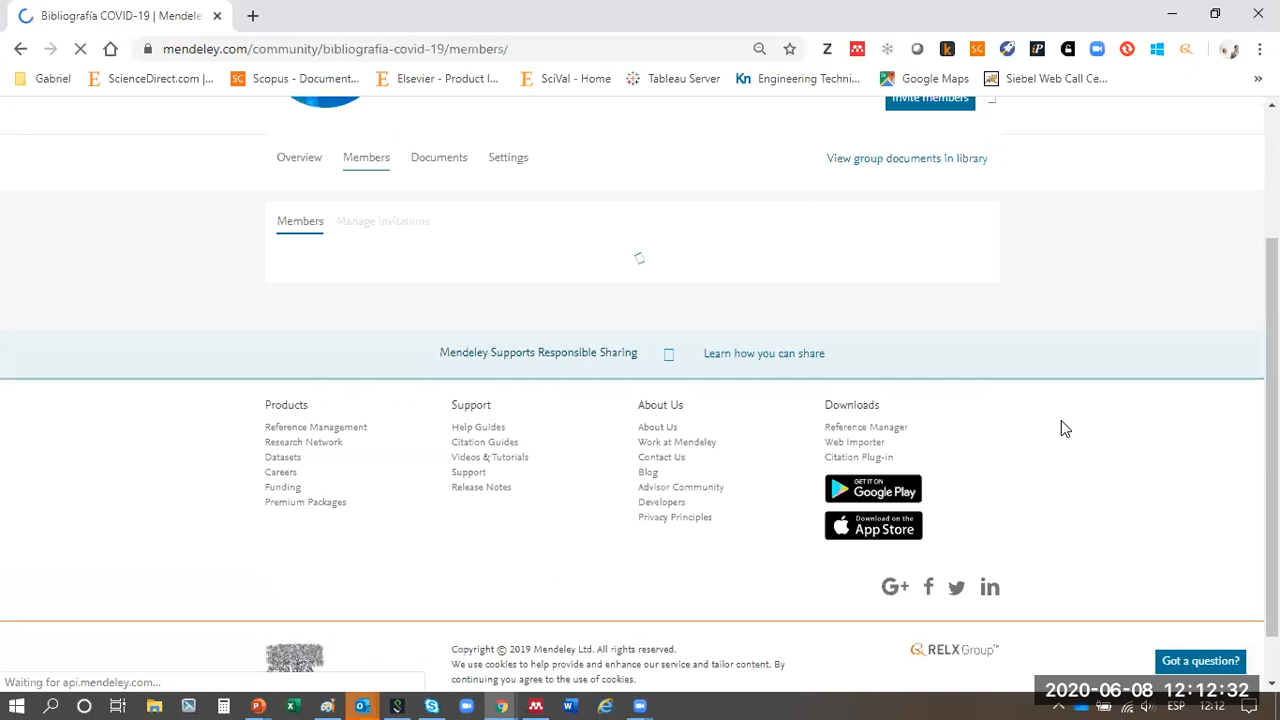 Bibliografía COVID-19 | Mendele
mendeley.com/community/bibliografia-covid-19/members/
Gabriel
ScienceDirect.com |...
Scopus - Document...
Elsevier - Product I...
SciVal - Home
Tableau Server
Kn Engineering Techni...
Google Maps
Siebel Web Call Ce...
»
Invite members
Overview
Members
Documents
Settings
View group documents in library
Members
Manage invitations
Mendeley Supports Responsible Sharing
Learn how you can share
Products
Reference Management
Research Network
Datasets
Careers
Funding
Premium Packages
Support
Help Guides
Citation Guides
Videos & Tutorials
Support
Release Notes
About Us
About Us
Work at Mendeley
Contact Us
Blog
Advisor Community
Developers
Privacy Principles
Downloads
Reference Manager
Web Importer
Citation Plug-in
GET IT ON
Google Play
Download on the
App Store
Copyright © 2019 Mendeley Ltd. All rights reserved.
We use cookies to help provide and enhance our service and tailor content. By
continuing you agree to the use of cookies.
RELX Group™
Got a question?
Waiting for api.mendeley.com...
2020-06-08 12:12:32
ESP
12:12